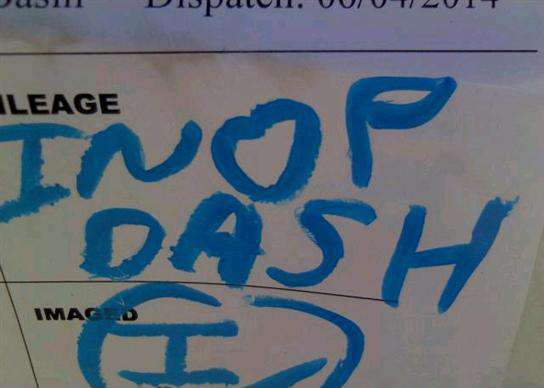 Dispatch: 06/04/2014
ILEAGE
INOP
DASH
IMAGED
I